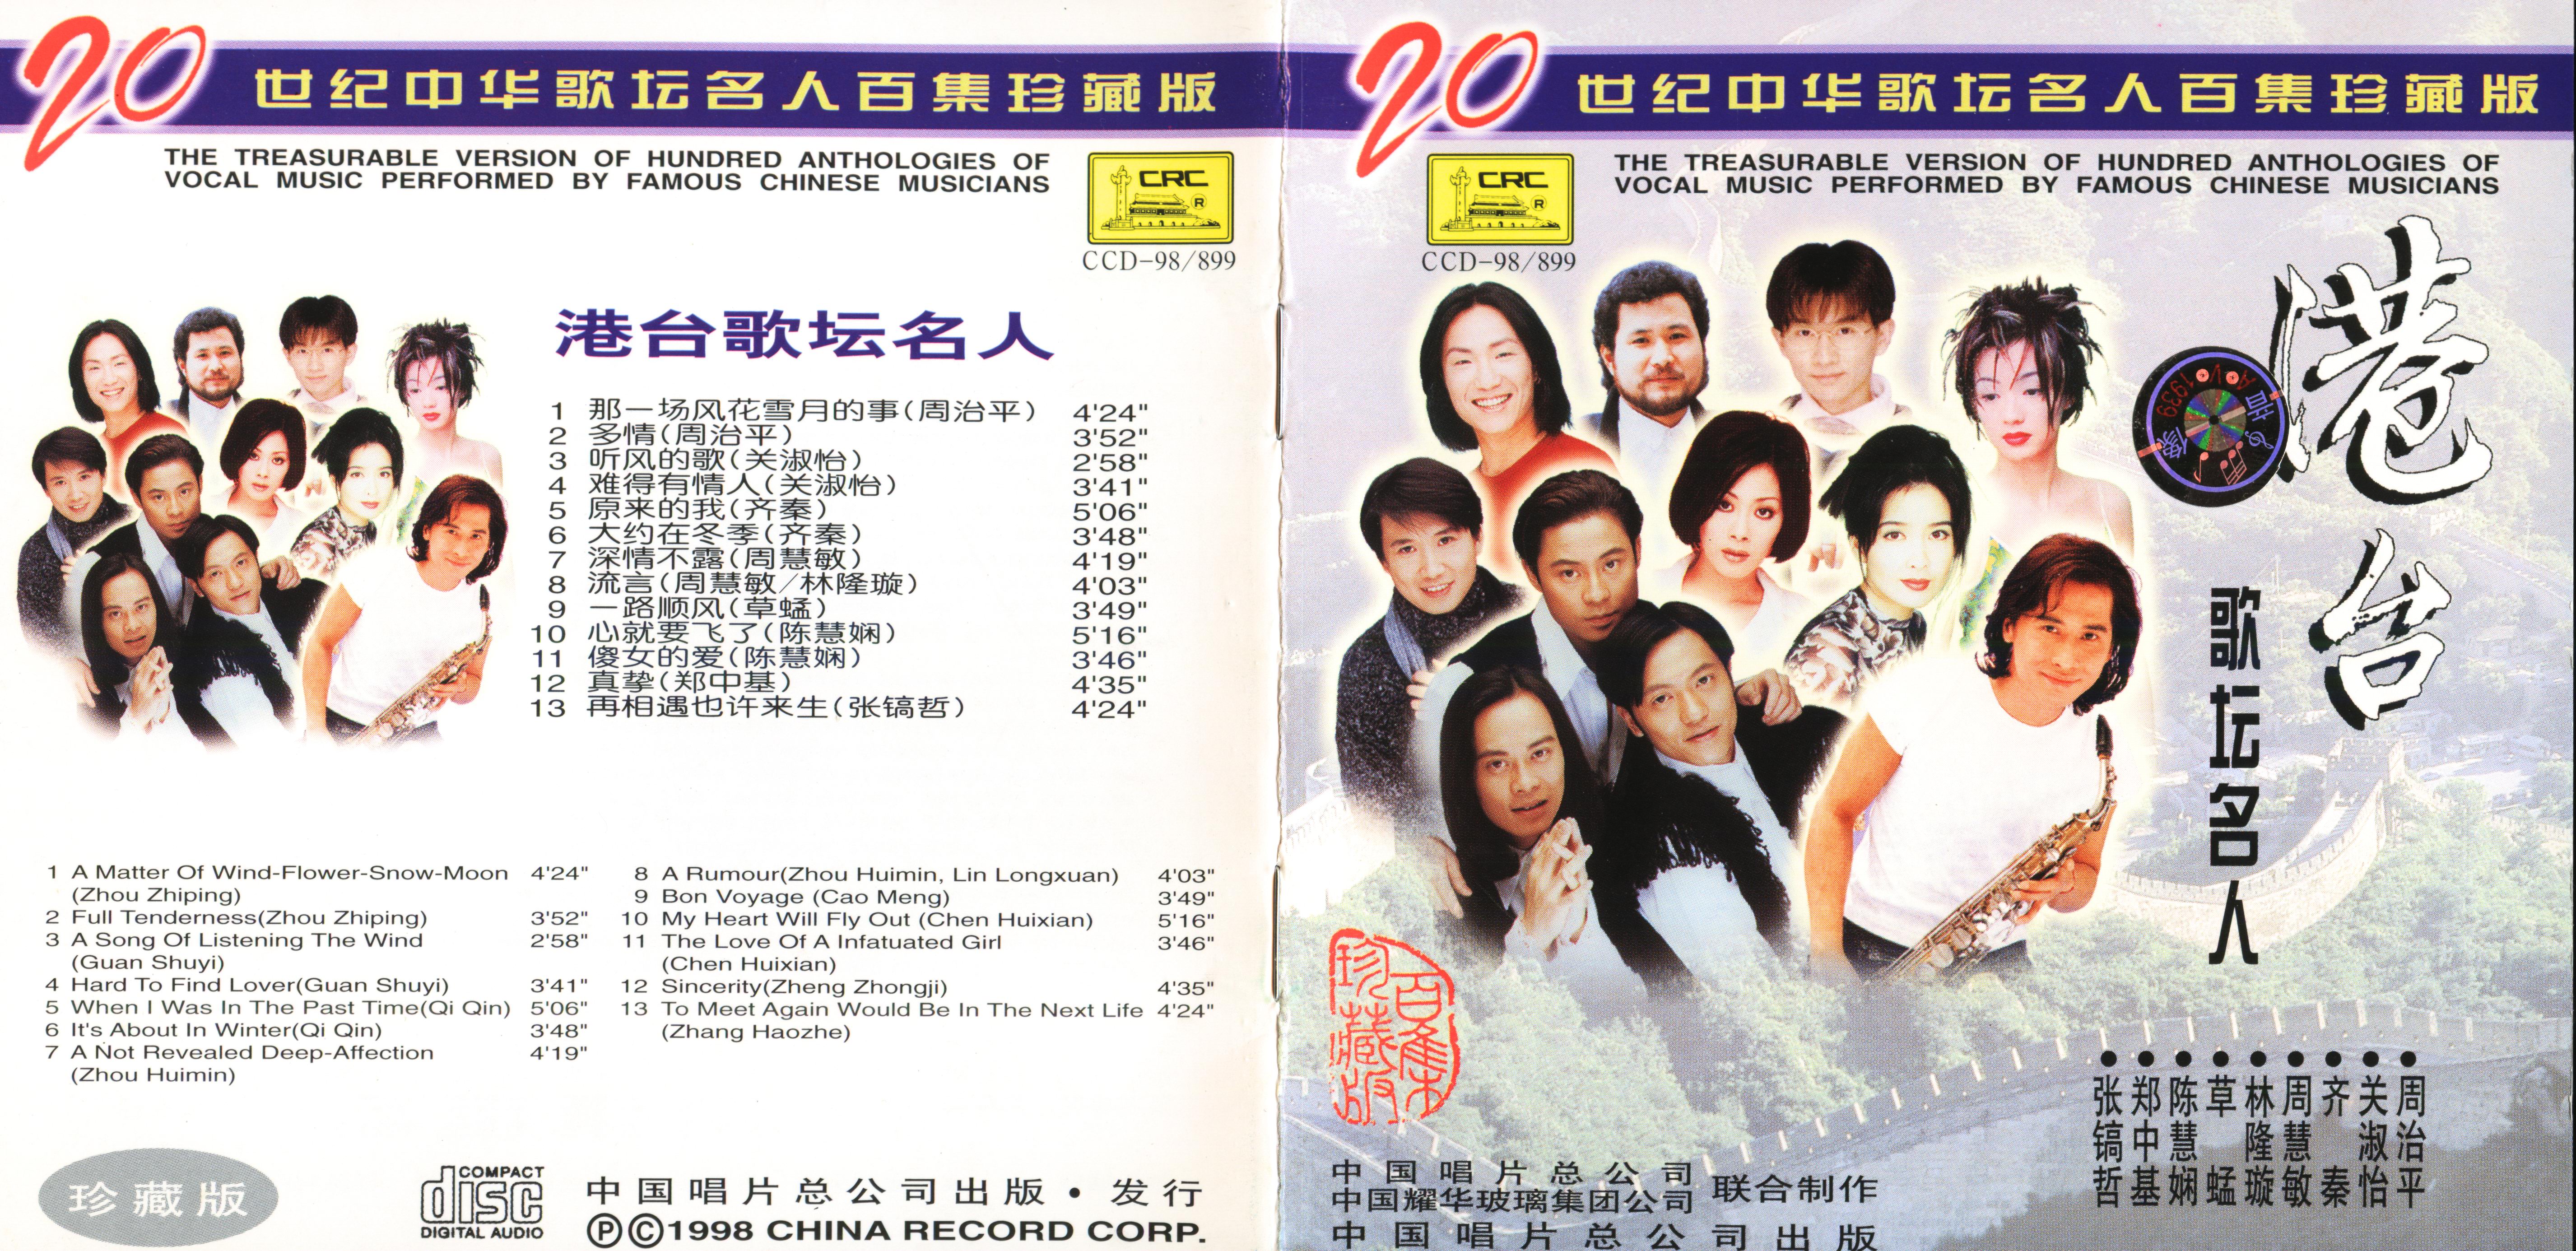 20 世纪中华歌坛名人百集珍藏版
THE TREASURABLE VERSION OF HUNDRED ANTHOLOGIES OF
VOCAL MUSIC PERFORMED BY FAMOUS CHINESE MUSICIANS
CRC
®
CCD-98/899
港台歌坛名人
1 那一场风花雪月的事(周治平) 4'24"
2 多情(周治平) 3'52"
3 听风的歌(关淑怡) 2'58"
4 难得有情人(关淑怡) 3'41"
5 原来的我(齐秦) 5'06"
6 大约在冬季(齐秦) 3'48"
7 深情不露(周慧敏) 4'19"
8 流言(周慧敏/林隆璇) 4'03"
9 一路顺风(草蜢) 3'49"
10 心就要飞了(陈慧娴) 5'16"
11 傻女的爱(陈慧娴) 3'46"
12 真挚(郑中基) 4'35"
13 再相遇也许来生(张镐哲) 4'24"
1 A Matter Of Wind-Flower-Snow-Moon 4'24"
(Zhou Zhiping)
2 Full Tenderness(Zhou Zhiping) 3'52"
3 A Song Of Listening The Wind 2'58"
(Guan Shuyi)
4 Hard To Find Lover(Guan Shuyi) 3'41"
5 When I Was In The Past Time(Qi Qin) 5'06"
6 It's About In Winter(Qi Qin) 3'48"
7 A Not Revealed Deep-Affection 4'19"
(Zhou Huimin)
8 A Rumour(Zhou Huimin, Lin Longxuan) 4'03"
9 Bon Voyage (Cao Meng) 3'49"
10 My Heart Will Fly Out (Chen Huixian) 5'16"
11 The Love Of A Infatuated Girl 3'46"
(Chen Huixian)
12 Sincerity(Zheng Zhongji) 4'35"
13 To Meet Again Would Be In The Next Life 4'24"
(Zhang Haozhe)
珍藏版
COMPACT
disc
DIGITAL AUDIO
中国唱片总公司出版·发行
Ⓟ©1998 CHINA RECORD CORP.
20 世纪中华歌坛名人百集珍藏版
THE TREASURABLE VERSION OF HUNDRED ANTHOLOGIES OF
VOCAL MUSIC PERFORMED BY FAMOUS CHINESE MUSICIANS
CRC
®
CCD-98/899
港台
歌坛名人
音像
A·V·1939
百集
珍藏版
●周治平
●关淑怡
●齐秦
●周慧敏
●林隆璇
●草蜢
●陈慧娴
●郑中基
●张镐哲
中国唱片总公司
中国耀华玻璃集团公司
联合制作
中国唱片总公司出版